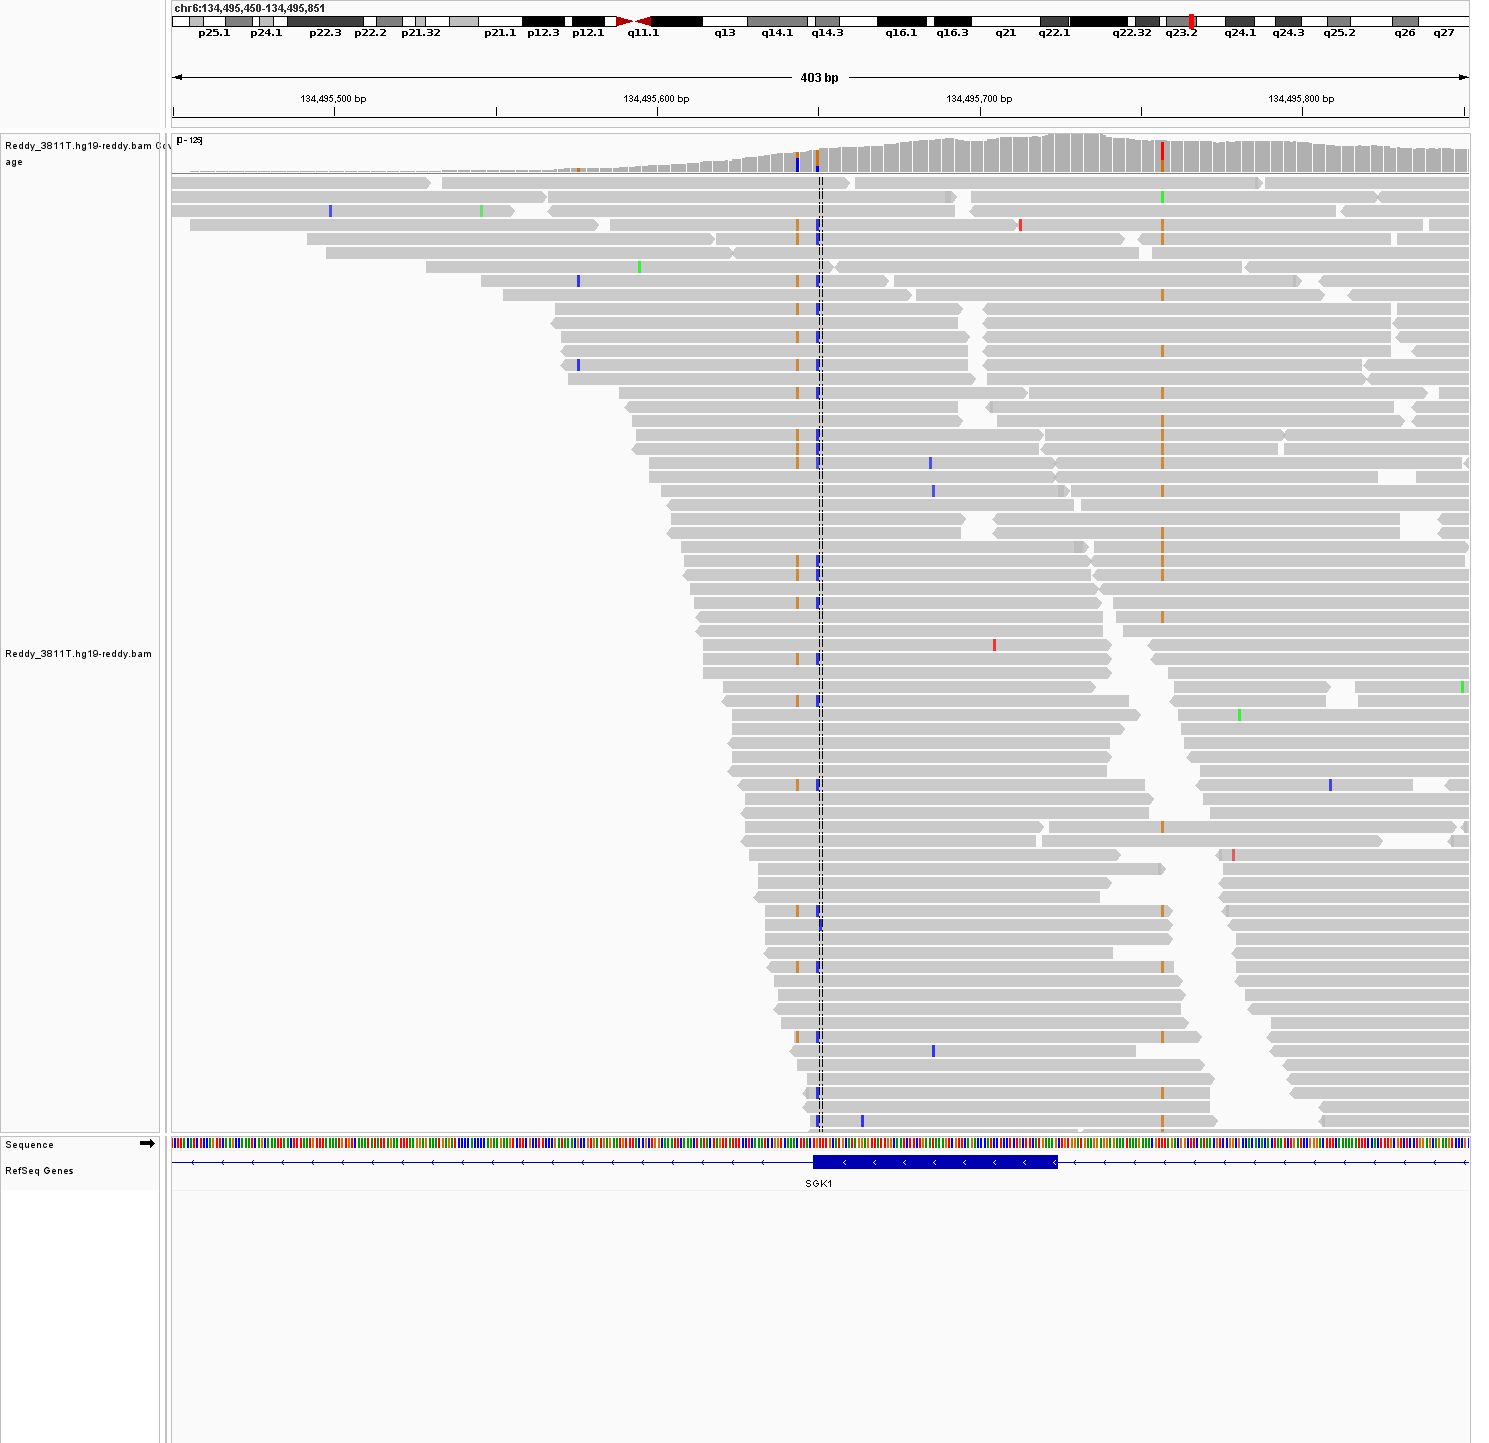 chr6:134,495,450-134,495,851
p25.1 p24.1 p22.3 p22.2 p21.32 p21.1 p12.3 p12.1 q11.1 q13 q14.1 q14.3 q16.1 q16.3 q21 q22.1 q22.32 q23.2 q24.1 q24.3 q25.2 q26 q27
403 bp
134,495,500 bp 134,495,600 bp 134,495,700 bp 134,495,800 bp
Reddy_3811T.hg19-reddy.bam
age
[0 - 125]
Reddy_3811T.hg19-reddy.bam
Sequence
RefSeq Genes
SGK1